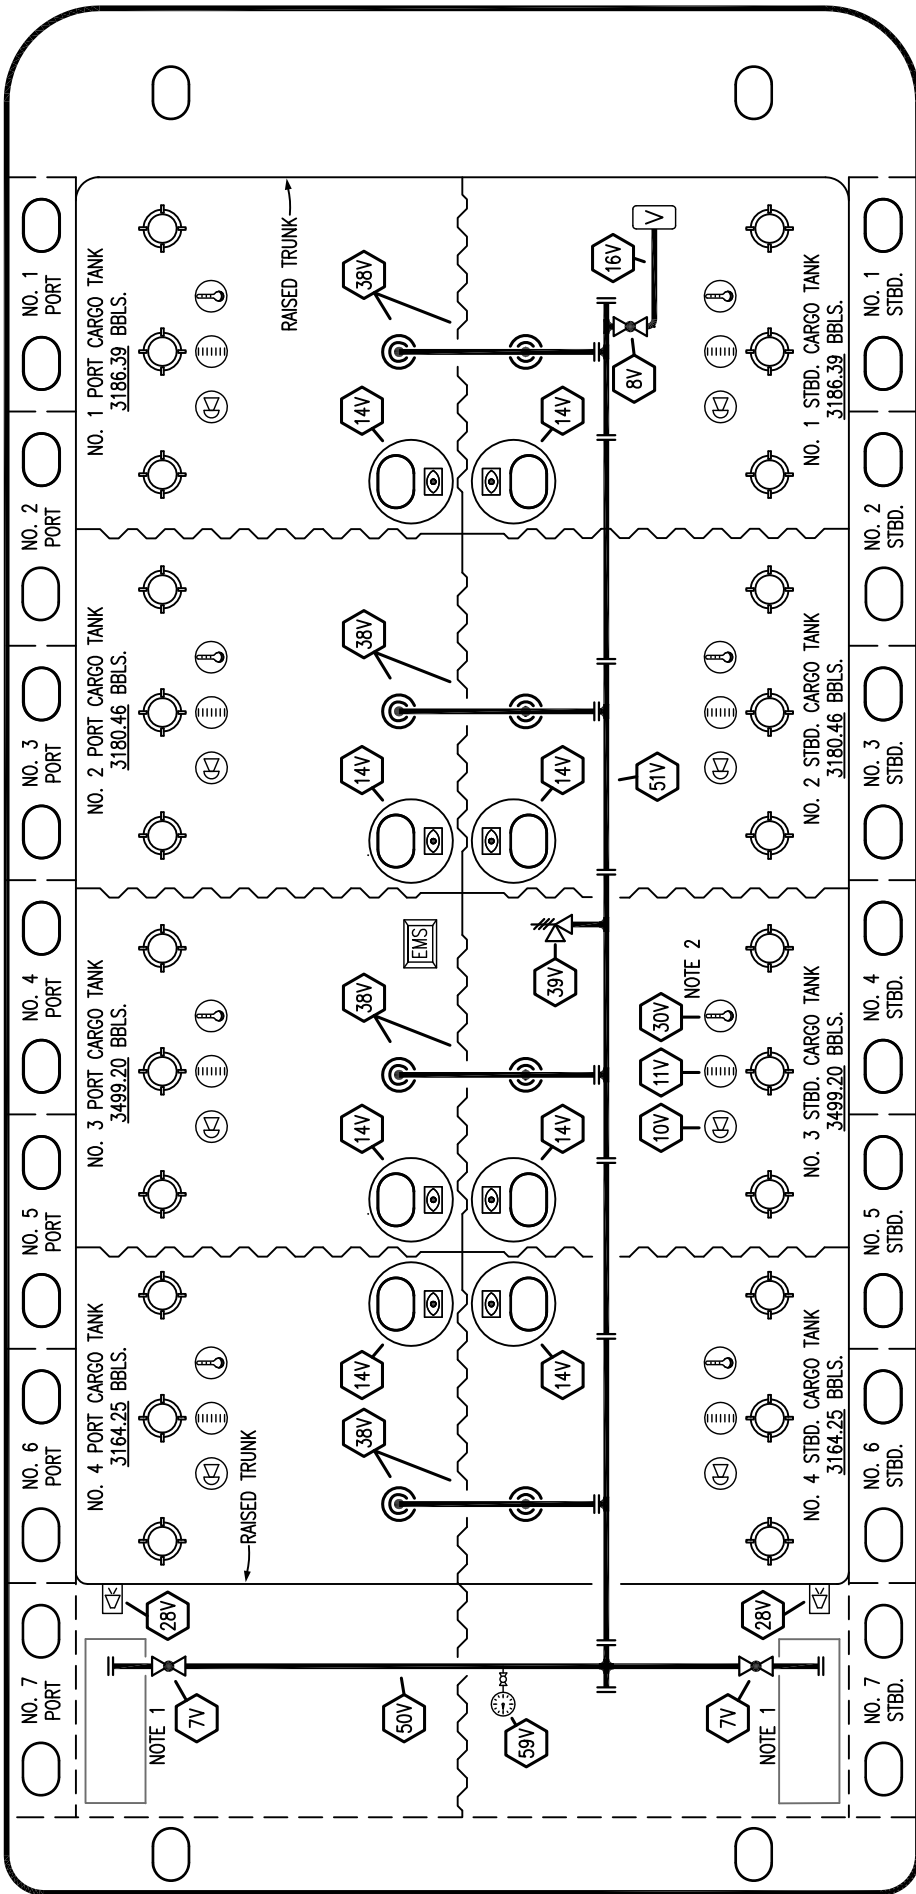 NO. 1
PORT
NO. 2
PORT
NO. 3
PORT
NO. 4
PORT
NO. 5
PORT
NO. 6
PORT
NO. 7
PORT
NO. 1 PORT CARGO TANK
3186.39 BBLS.
NO. 2 PORT CARGO TANK
3180.46 BBLS.
NO. 3 PORT CARGO TANK
3499.20 BBLS.
NO. 4 PORT CARGO TANK
3164.25 BBLS.
RAISED TRUNK
RAISED TRUNK
38V
14V
14V
16V
V
8V
38V
14V
14V
51V
EMS
38V
39V
14V
14V
30V
11V
10V
NOTE 2
14V
14V
38V
28V
28V
7V
NOTE 1
50V
59V
7V
NOTE 1
NO. 1 STBD. CARGO TANK
3186.39 BBLS.
NO. 2 STBD. CARGO TANK
3180.46 BBLS.
NO. 3 STBD. CARGO TANK
3499.20 BBLS.
NO. 4 STBD. CARGO TANK
3164.25 BBLS.
NO. 1
STBD.
NO. 2
STBD.
NO. 3
STBD.
NO. 4
STBD.
NO. 5
STBD.
NO. 6
STBD.
NO. 7
STBD.